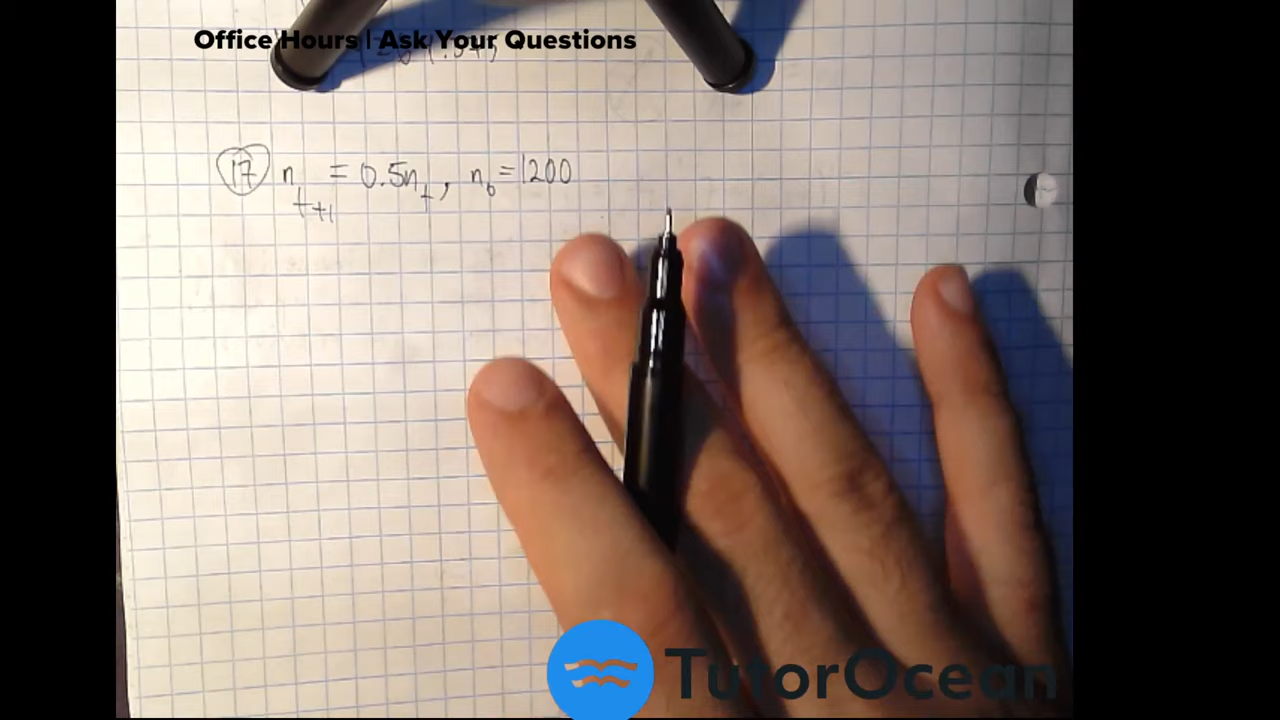 Office Hours | Ask Your Questions
17 n_{t+1} = 0.5n_t, n_0 = 1200
TutorOcean